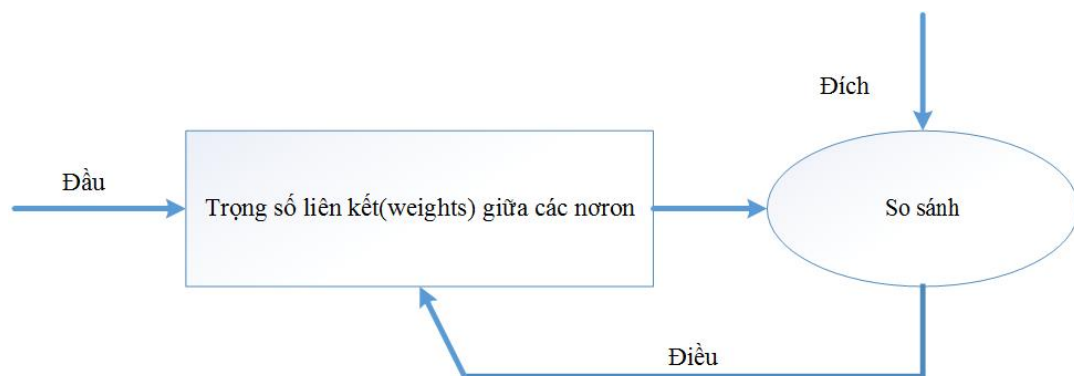 Đích
Đầu
Trọng số liên kết(weights) giữa các nơron
So sánh
Điều